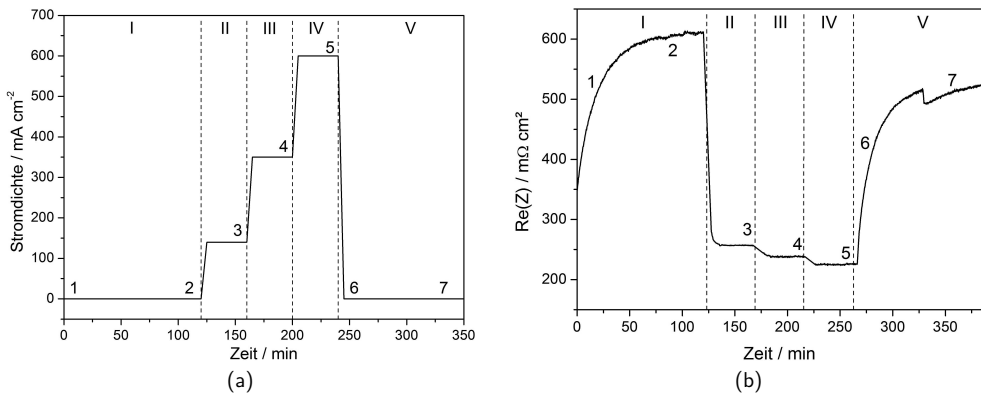 I II III IV V
700
600
500
400
300
200
100
0
Stromdichte / mA cm-2
1 2 3 4 5 6 7
0 50 100 150 200 250 300 350
Zeit / min
(a)
I II III IV V
600
500
400
300
200
Re(Z) / mΩ cm²
1 2 3 4 5 6 7
0 50 100 150 200 250 300 350
Zeit / min
(b)